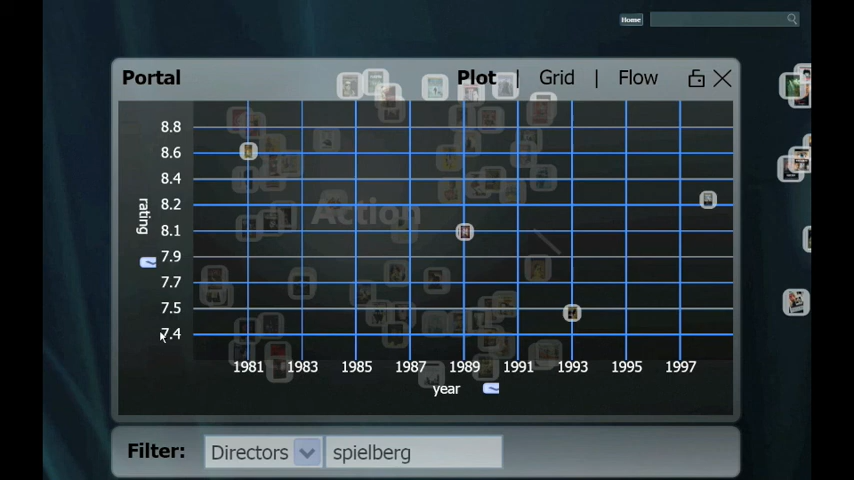 Home
Portal
Plot | Grid | Flow
8.8
8.6
8.4
8.2
8.1
7.9
7.7
7.5
7.4
rating
Action
1981 1983 1985 1987 1989 1991 1993 1995 1997
year
Filter: Directors spielberg